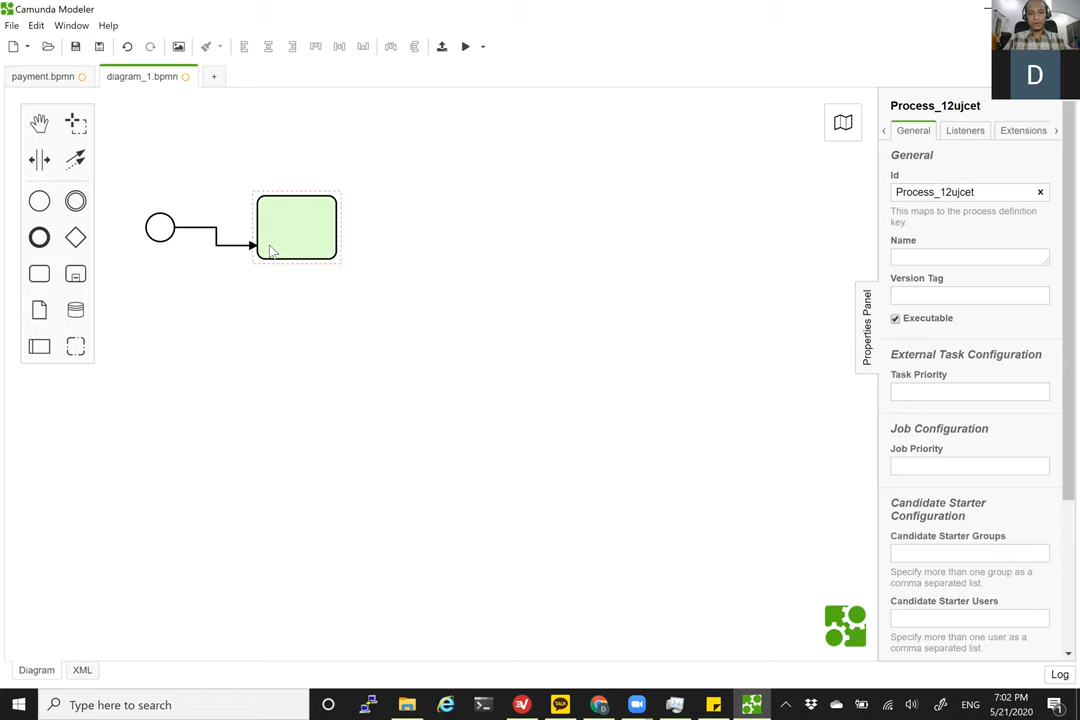 Camunda Modeler
File Edit Window Help
payment.bpmn diagram_1.bpmn +
D
Process_12ujcet
General Listeners Extensions
General
Id
Process_12ujcet
This maps to the process definition
key.
Name
Version Tag
Executable
External Task Configuration
Task Priority
Job Configuration
Job Priority
Candidate Starter
Configuration
Candidate Starter Groups
Specify more than one group as a
comma separated list.
Candidate Starter Users
Specify more than one user as a
comma separated list.
Properties Panel
Diagram XML
Log
Type here to search
TALK
ENG
7:02 PM
5/21/2020